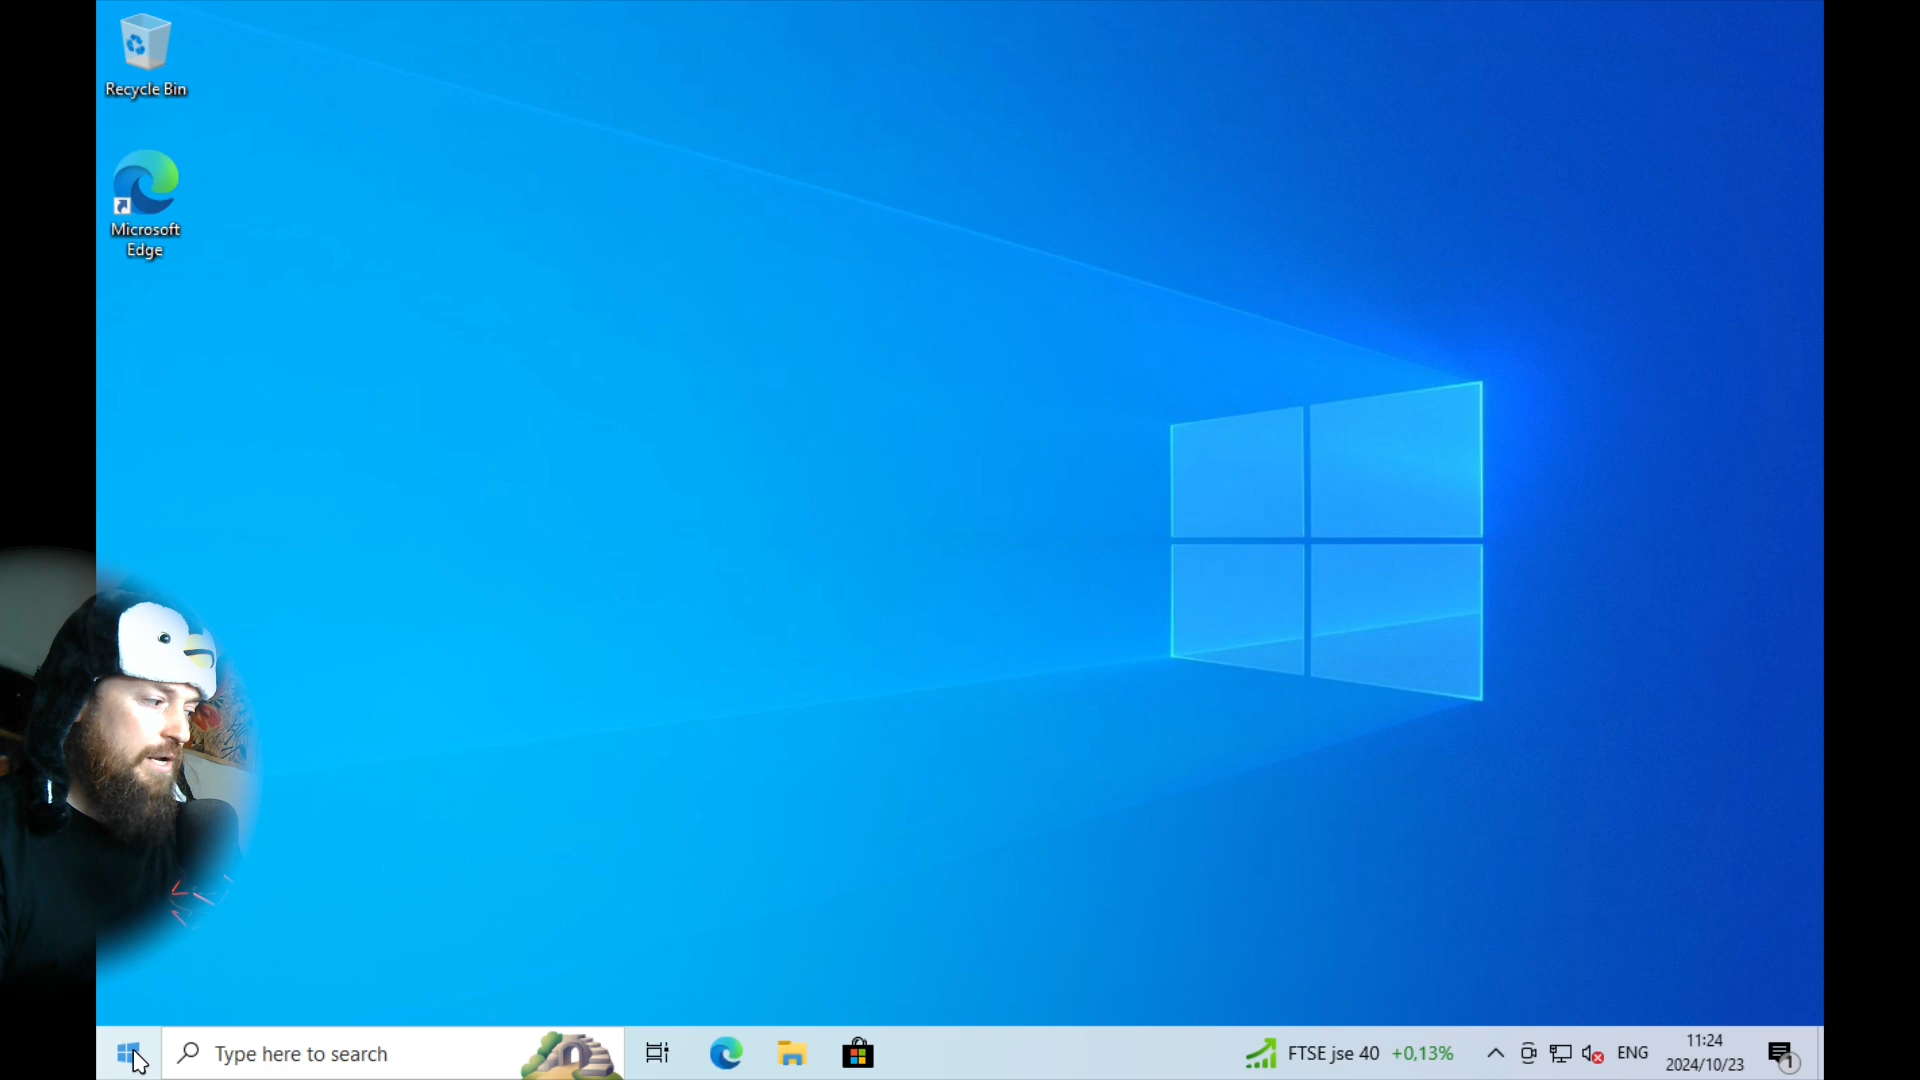 Recycle Bin
Microsoft
Edge
Type here to search
FTSE jse 40 +0,13%
ENG
11:24
2024/10/23
1